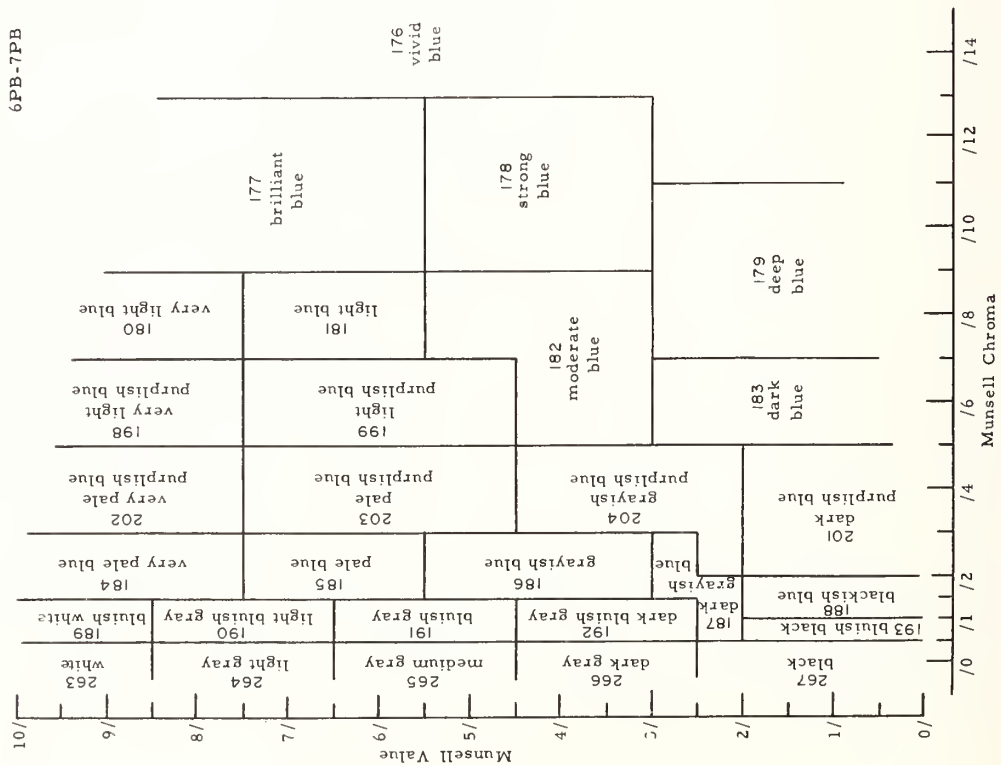 6PB-7PB
176
vivid
blue
177
brilliant
blue
178
strong
blue
179
deep
blue
180
very light blue
181
light blue
182
moderate
blue
183
dark
blue
198
very light
purplish blue
199
light
purplish blue
202
very pale
purplish blue
203
pale
purplish blue
204
grayish
purplish blue
201
dark
purplish blue
184
very pale blue
185
pale blue
186
grayish blue
187
dark
grayish
blue
188
blackish blue
189
bluish white
190
light bluish gray
191
bluish gray
192
dark bluish gray
193 bluish black
263
white
264
light gray
265
medium gray
266
dark gray
267
black
10/
9/
8/
7/
6/
5/
4/
3/
2/
1/
0/
Munsell Value
/0
/1
/2
/4
/6
/8
/10
/12
/14
Munsell Chroma